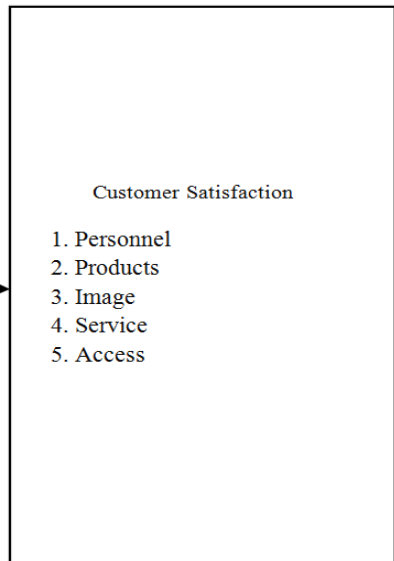 Customer Satisfaction
1. Personnel
2. Products
3. Image
4. Service
5. Access